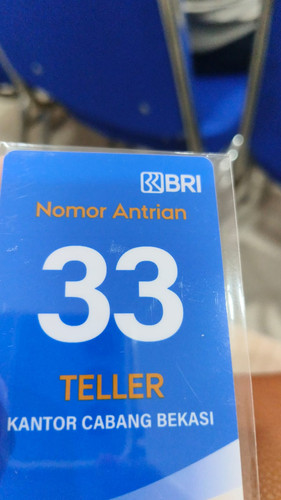 BRI
Nomor Antrian
33
TELLER
KANTOR CABANG BEKASI